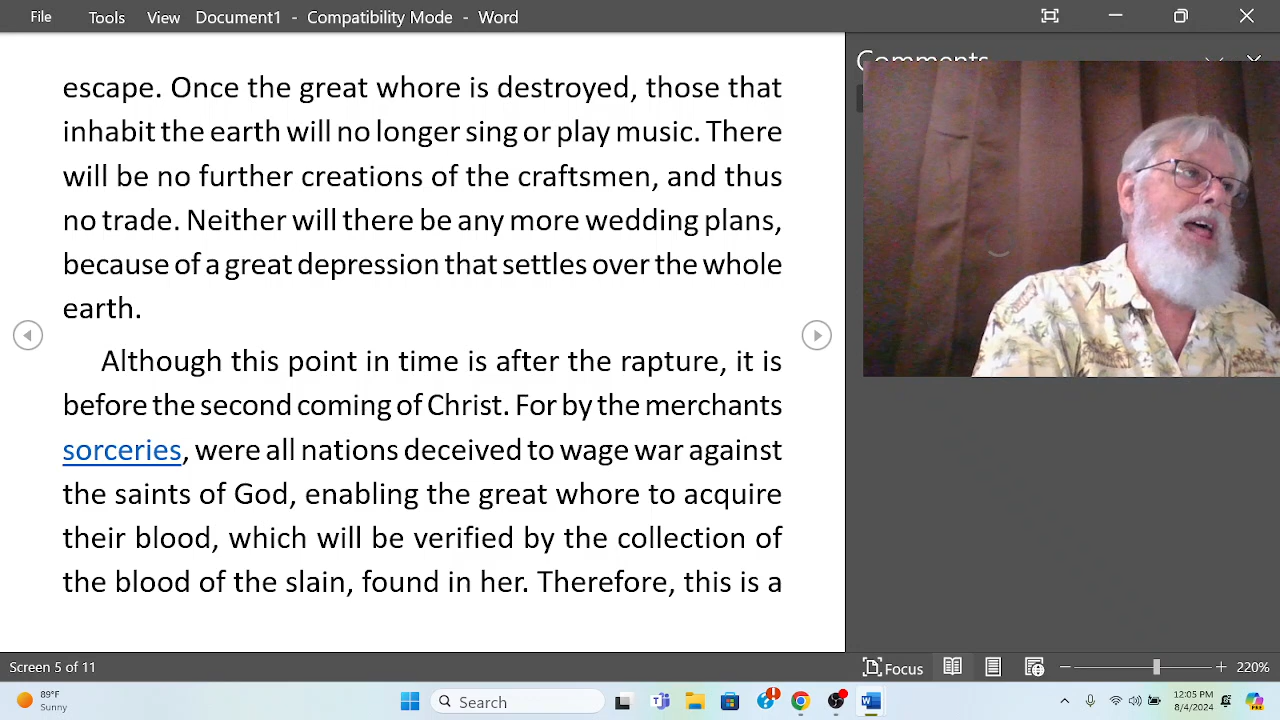 File Tools View Document1 - Compatibility Mode - Word
Comments
escape. Once the great whore is destroyed, those that
inhabit the earth will no longer sing or play music. There
will be no further creations of the craftsmen, and thus
no trade. Neither will there be any more wedding plans,
because of a great depression that settles over the whole
earth.
Although this point in time is after the rapture, it is
before the second coming of Christ. For by the merchants
sorceries, were all nations deceived to wage war against
the saints of God, enabling the great whore to acquire
their blood, which will be verified by the collection of
the blood of the slain, found in her. Therefore, this is a
Screen 5 of 11 Focus 220%
89°F
Sunny
Search
12:05 PM
8/4/2024